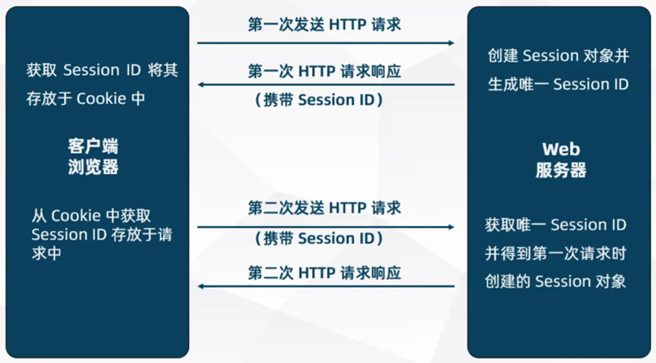 第一次发送 HTTP 请求
获取 Session ID 将其
存放于 Cookie 中
第一次 HTTP 请求响应
（携带 Session ID）
创建 Session 对象并
生成唯一 Session ID
客户端
浏览器
Web
服务器
从 Cookie 中获取
Session ID 存放于请
求中
第二次发送 HTTP 请求
（携带 Session ID）
第二次 HTTP 请求响应
获取唯一 Session ID
并得到第一次请求时
创建的 Session 对象